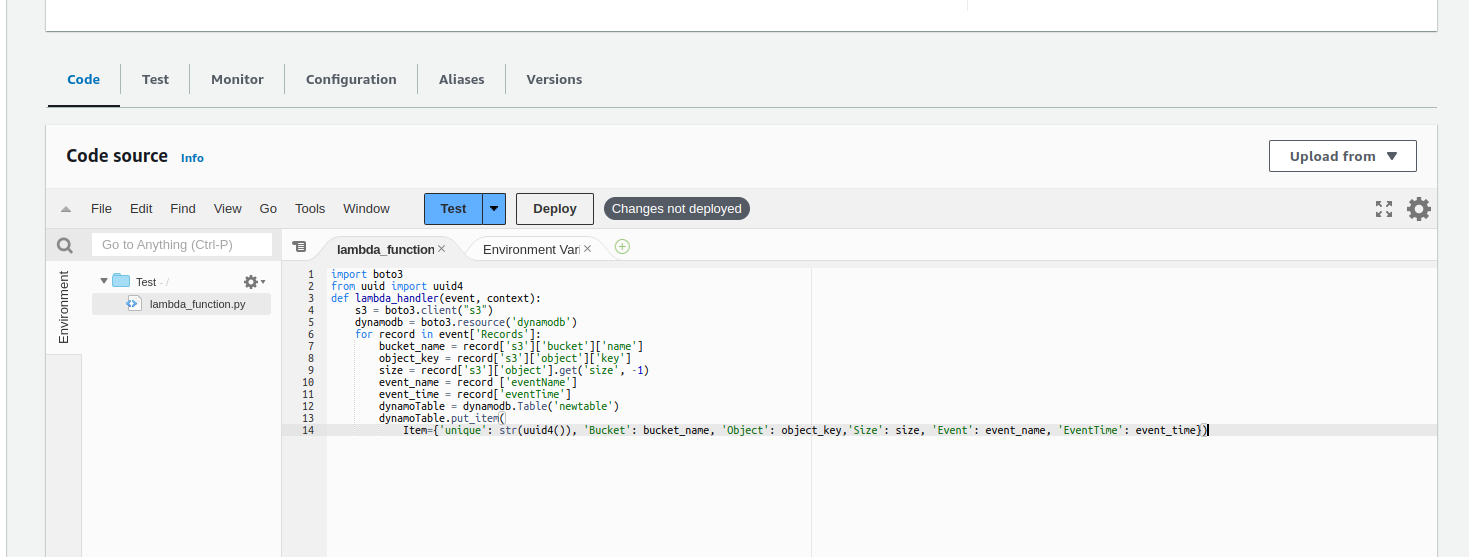 Code Test Monitor Configuration Aliases Versions
Code source Info Upload from
File Edit Find View Go Tools Window Test Deploy Changes not deployed
Go to Anything (Ctrl-P) lambda_function Environment Vari
Environment
Test - /
lambda_function.py
1 import boto3
2 from uuid import uuid4
3 def lambda_handler(event, context):
4     s3 = boto3.client("s3")
5     dynamodb = boto3.resource('dynamodb')
6     for record in event['Records']:
7         bucket_name = record['s3']['bucket']['name']
8         object_key = record['s3']['object']['key']
9         size = record['s3']['object'].get('size', -1)
10         event_name = record ['eventName']
11         event_time = record['eventTime']
12         dynamoTable = dynamodb.Table('newtable')
13         dynamoTable.put_item(
14             Item={'unique': str(uuid4()), 'Bucket': bucket_name, 'Object': object_key,'Size': size, 'Event': event_name, 'EventTime': event_time})